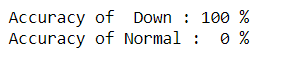 Accuracy of  Down : 100 %
Accuracy of Normal :  0 %